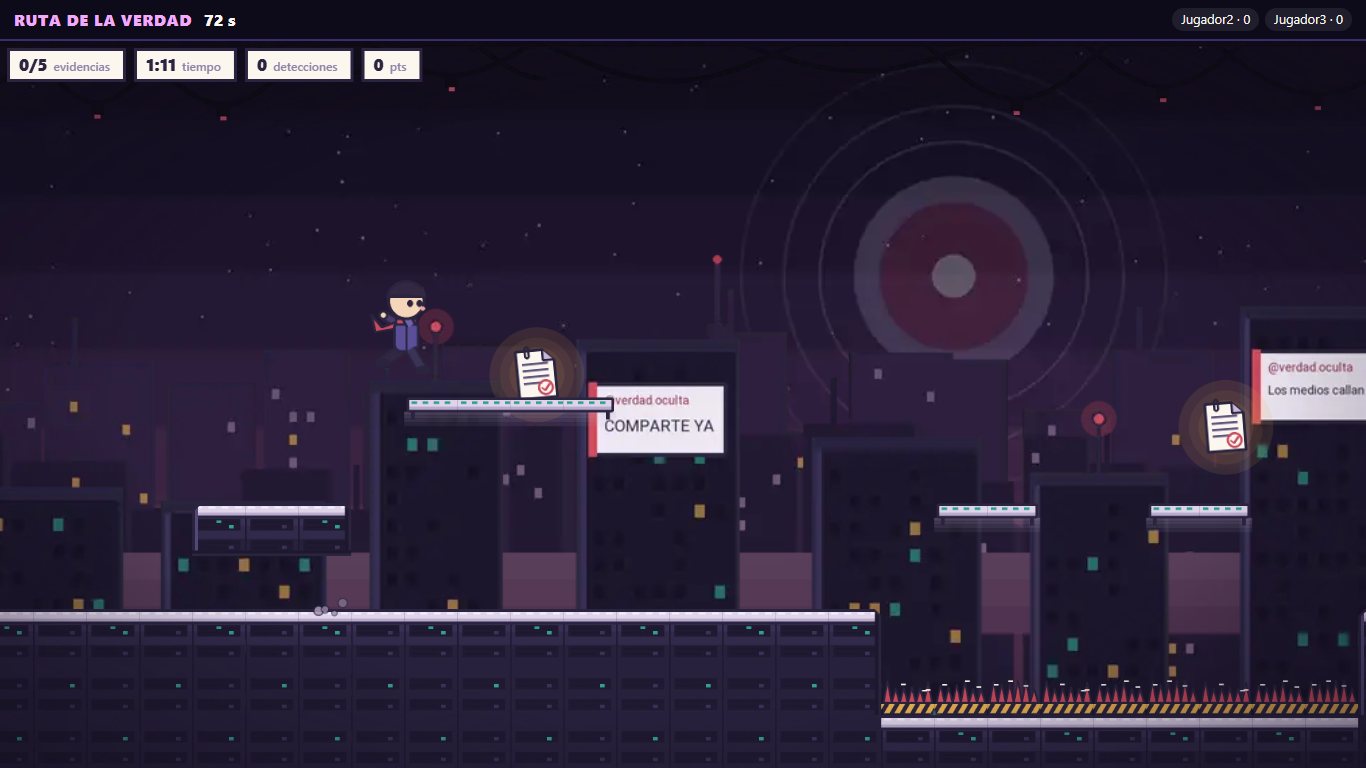 RUTA DE LA VERDAD 72 s
Jugador2 · 0 Jugador3 · 0
0/5 evidencias 1:11 tiempo 0 detecciones 0 pts
@verdad.oculta
COMPARTE YA
@verdad.oculta
Los medios callan